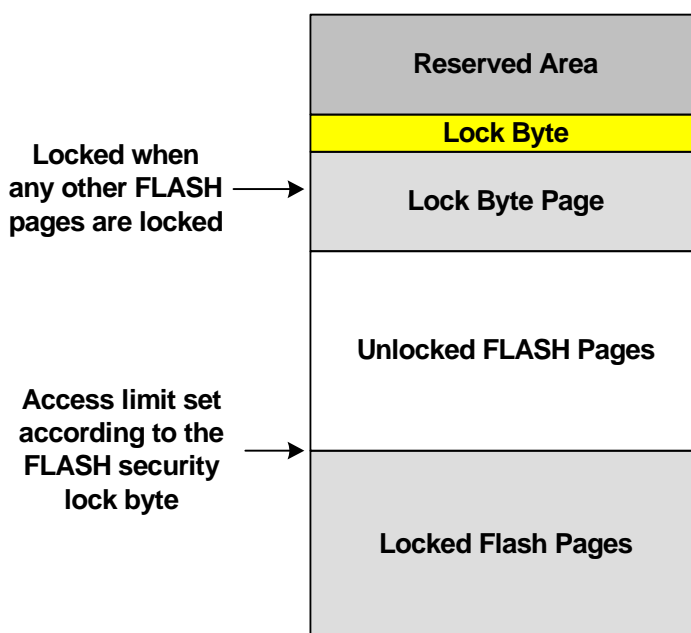 Reserved Area
Lock Byte
Locked when
any other FLASH
pages are locked
Lock Byte Page
Unlocked FLASH Pages
Access limit set
according to the
FLASH security
lock byte
Locked Flash Pages